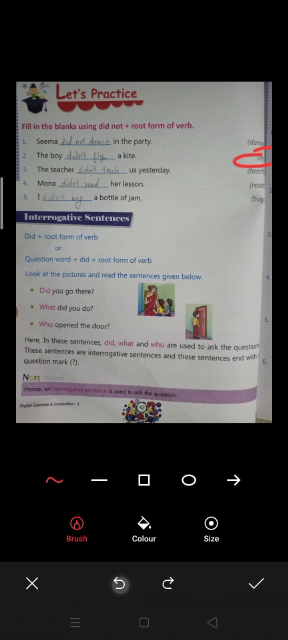 Let's Practice
Fill in the blanks using did not + root form of verb.
1. Seema did not dance in the party. (dan
2. The boy didn't fly a kite.
3. The teacher didn't teach us yesterday. (teach
4. Mona didn't read her lesson. (read
5. I didn't buy a bottle of jam. (buy
Interrogative Sentences
Did + root form of verb
or
Question word + did + root form of verb
Look at the pictures and read the sentences given below.
• Did you go there?
• What did you do?
• Who opened the door?
Here, In these sentences, did, what and who are used to ask the question
These sentences are interrogative sentences and these sentences end with
question mark (?).
Note
Hence, an interrogative sentence is used to ask the question.
English Grammar & Composition - 3
3.
4.
5.
6.
Brush
Colour
Size